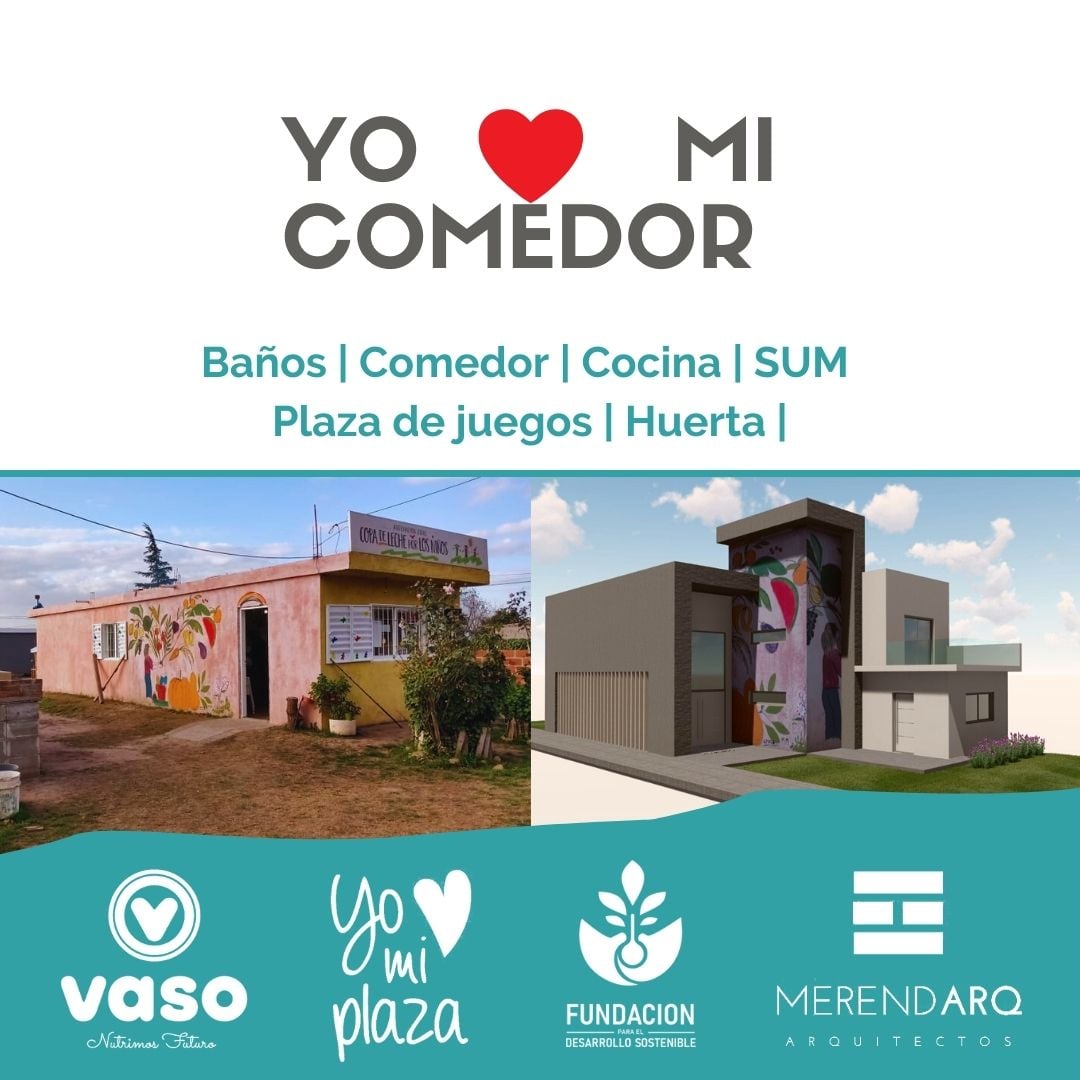 YO MI
COMEDOR
Baños | Comedor | Cocina | SUM
Plaza de juegos | Huerta |
COPA DE LECHE POR LOS NIÑOS
vaso
Nutrimos Futuro
yo
mi
plaza
FUNDACION
PARA EL
DESARROLLO SOSTENIBLE
MERENDARQ
ARQUITECTOS